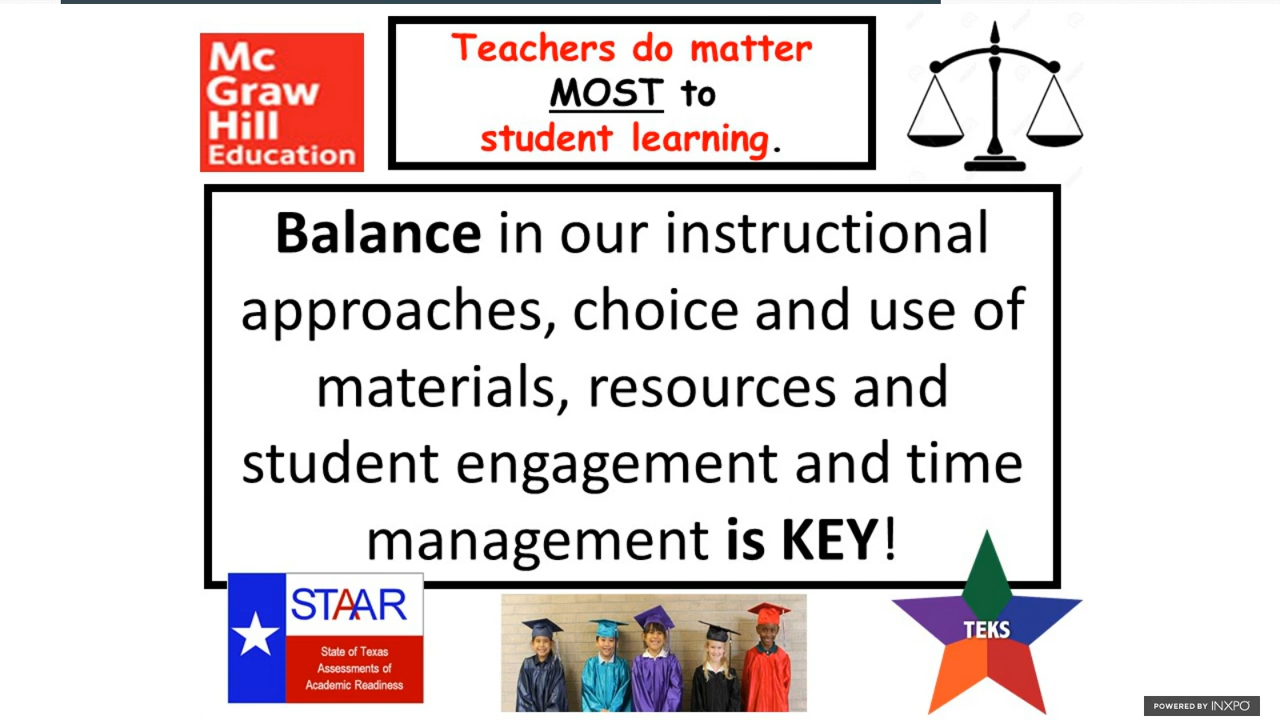 Mc
Graw
Hill
Education
Teachers do matter
MOST to
student learning.
Balance in our instructional
approaches, choice and use of
materials, resources and
student engagement and time
management is KEY!
STAAR
State of Texas
Assessments of
Academic Readiness
TEKS
POWERED BY INXPO